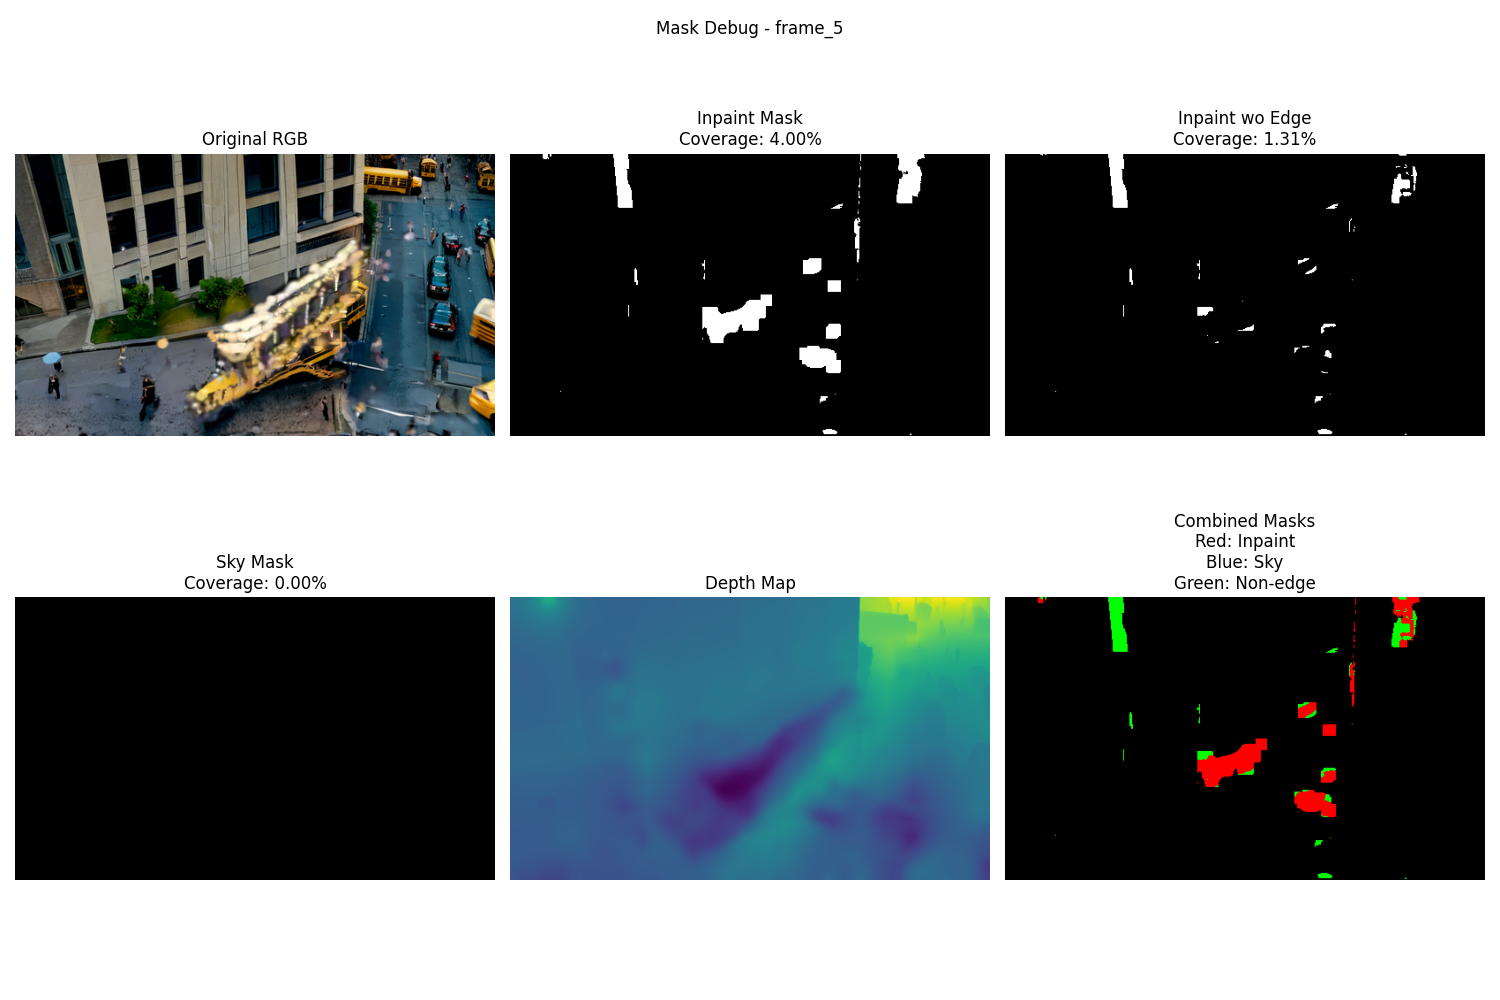 Mask Debug - frame_5
Original RGB
Inpaint Mask
Coverage: 4.00%
Inpaint wo Edge
Coverage: 1.31%
Sky Mask
Coverage: 0.00%
Depth Map
Combined Masks
Red: Inpaint
Blue: Sky
Green: Non-edge